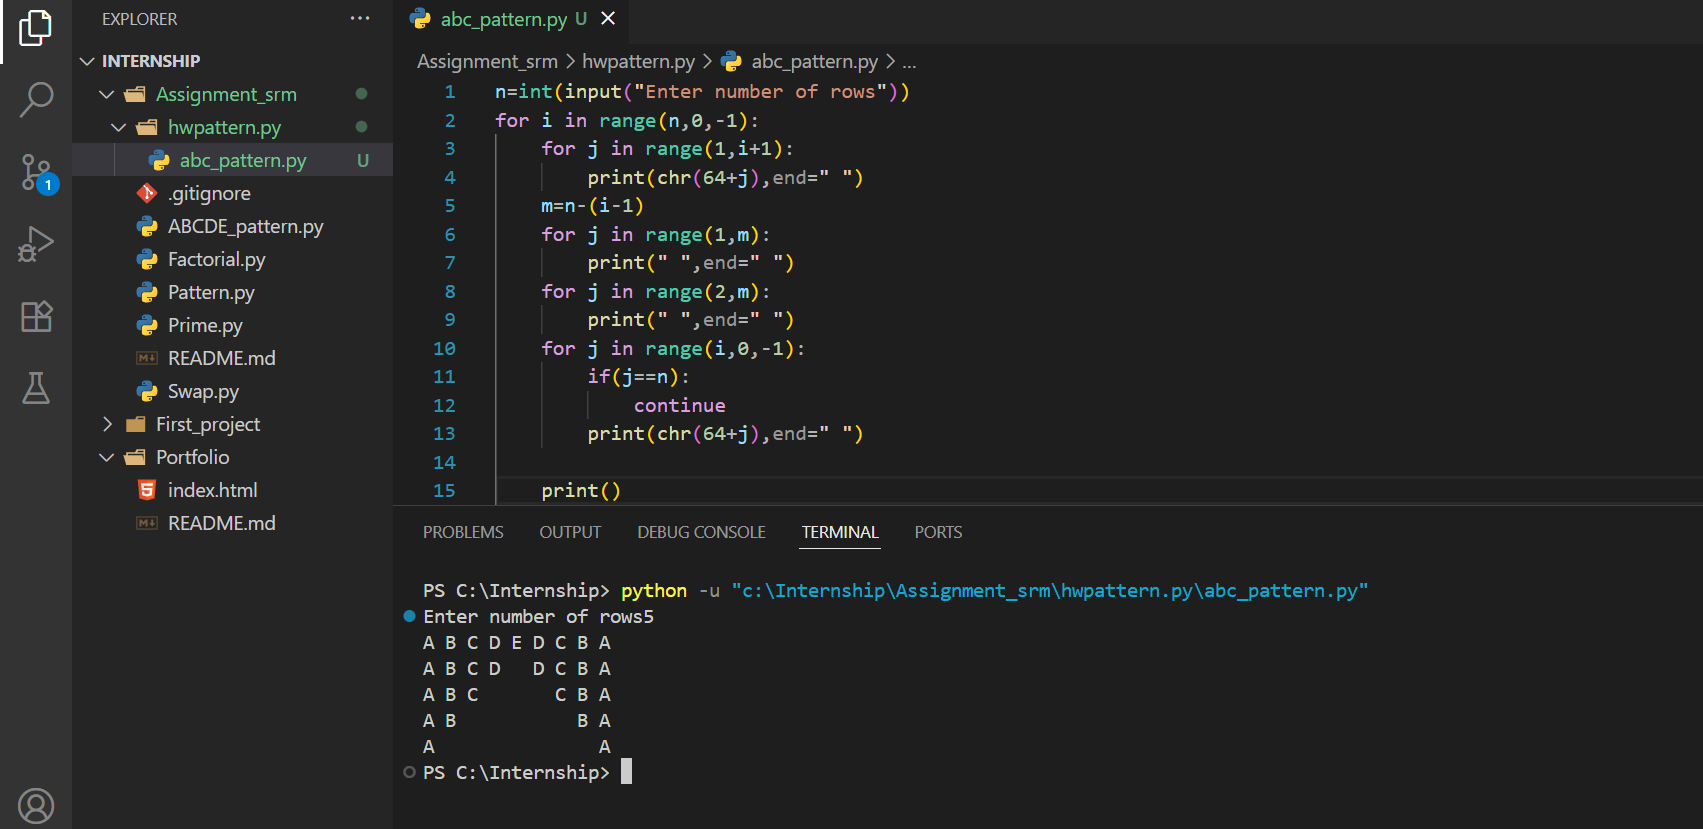 EXPLORER ...
INTERNSHIP
Assignment_srm
hwpattern.py
abc_pattern.py U
.gitignore
ABCDE_pattern.py
Factorial.py
Pattern.py
Prime.py
README.md
Swap.py
First_project
Portfolio
index.html
README.md
1
abc_pattern.py U
Assignment_srm > hwpattern.py > abc_pattern.py > ...
1 n=int(input("Enter number of rows"))
2 for i in range(n,0,-1):
3     for j in range(1,i+1):
4         print(chr(64+j),end=" ")
5     m=n-(i-1)
6     for j in range(1,m):
7         print(" ",end=" ")
8     for j in range(2,m):
9         print(" ",end=" ")
10     for j in range(i,0,-1):
11         if(j==n):
12             continue
13         print(chr(64+j),end=" ")
14
15     print()
PROBLEMS OUTPUT DEBUG CONSOLE TERMINAL PORTS
PS C:\Internship> python -u "c:\Internship\Assignment_srm\hwpattern.py\abc_pattern.py"
Enter number of rows5
A B C D E D C B A
A B C D   D C B A
A B C       C B A
A B           B A
A               A
PS C:\Internship>